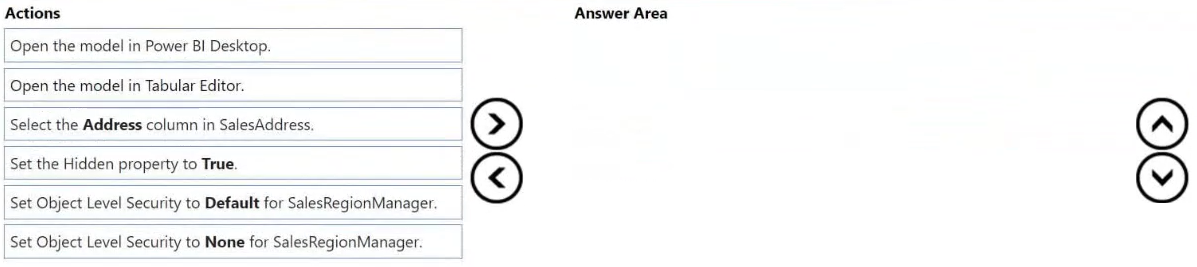 Actions
Answer Area
Open the model in Power BI Desktop.
Open the model in Tabular Editor.
Select the Address column in SalesAddress.
Set the Hidden property to True.
Set Object Level Security to Default for SalesRegionManager.
Set Object Level Security to None for SalesRegionManager.